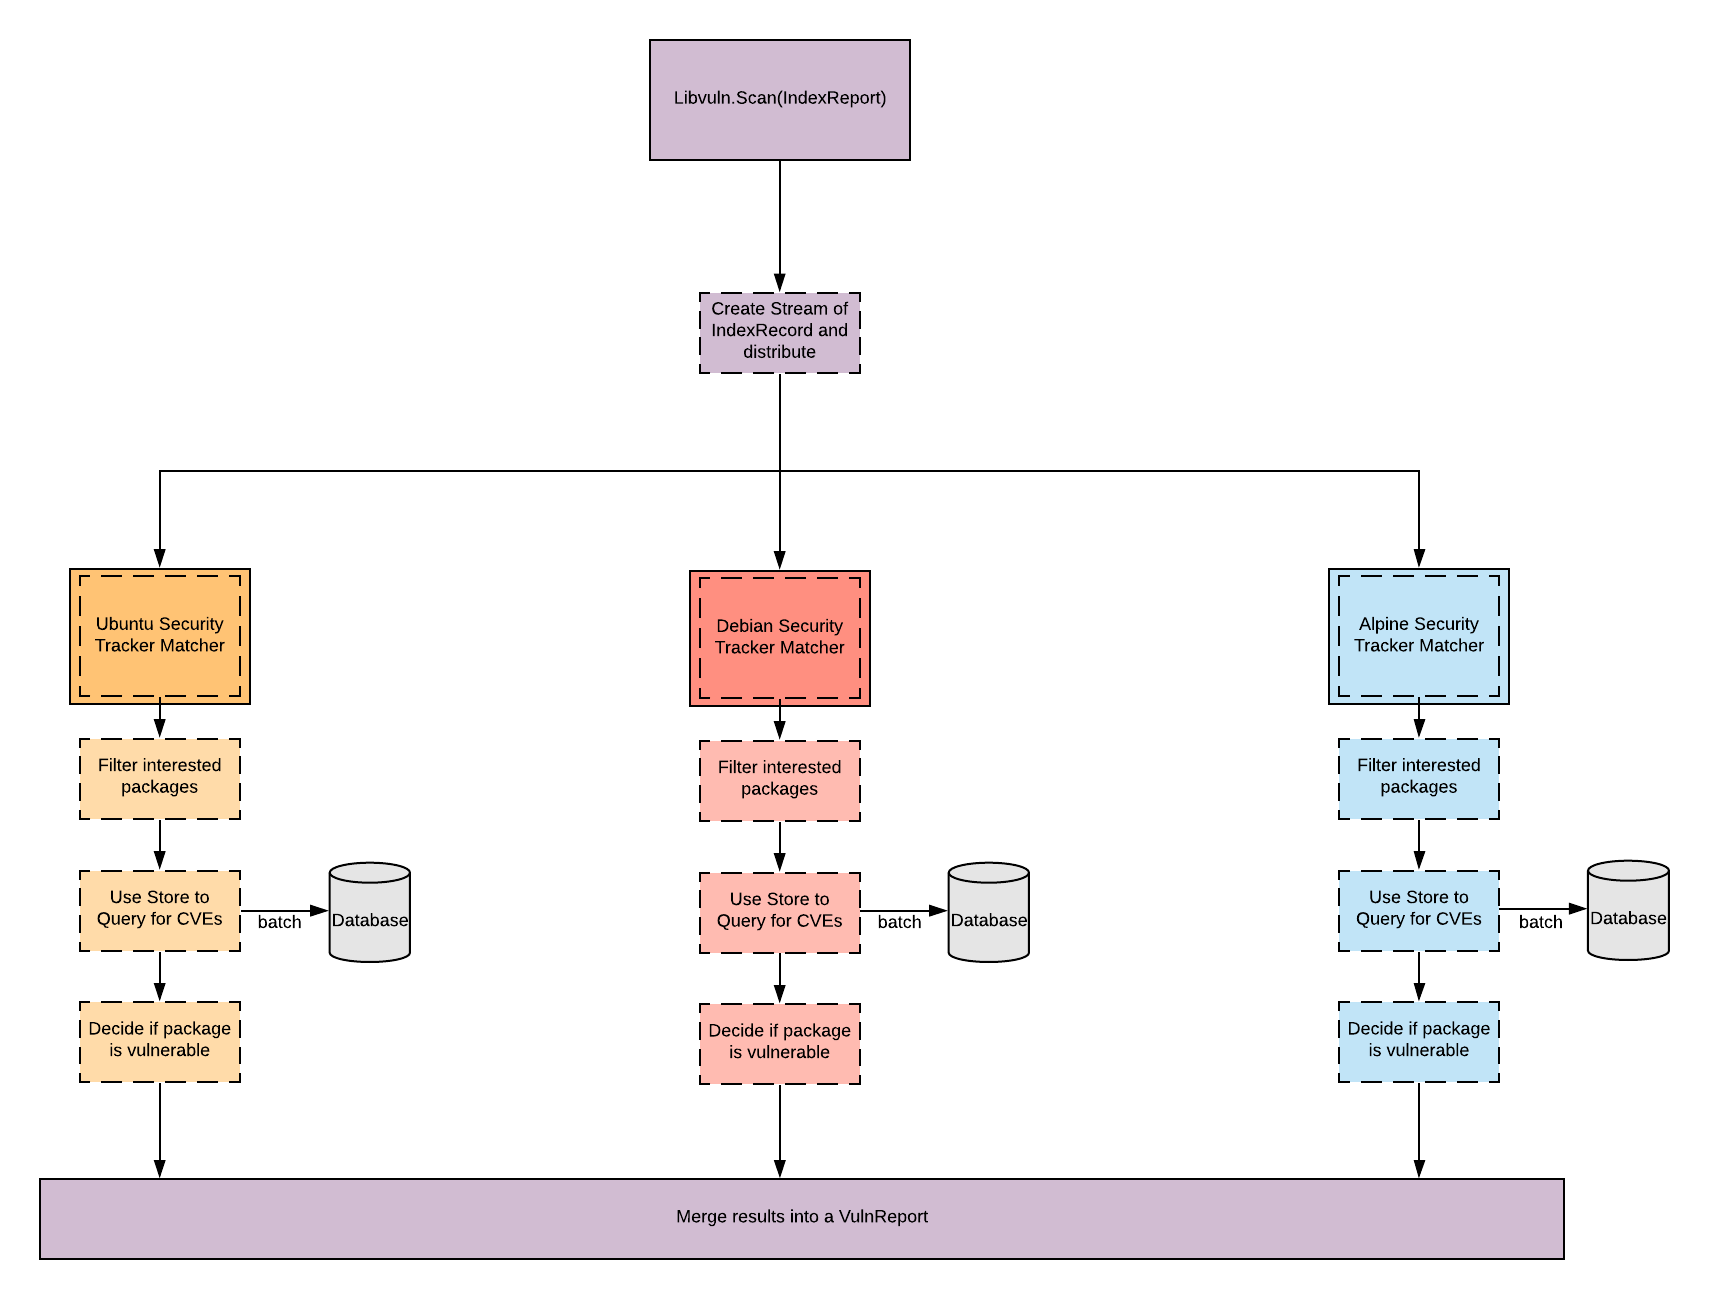 Libvuln.Scan(IndexReport)
Create Stream of
IndexRecord and
distribute
Ubuntu Security
Tracker Matcher
Filter interested
packages
Use Store to
Query for CVEs
batch
Database
Decide if package
is vulnerable
Debian Security
Tracker Matcher
Filter interested
packages
Use Store to
Query for CVEs
batch
Database
Decide if package
is vulnerable
Alpine Security
Tracker Matcher
Filter interested
packages
Use Store to
Query for CVEs
batch
Database
Decide if package
is vulnerable
Merge results into a VulnReport